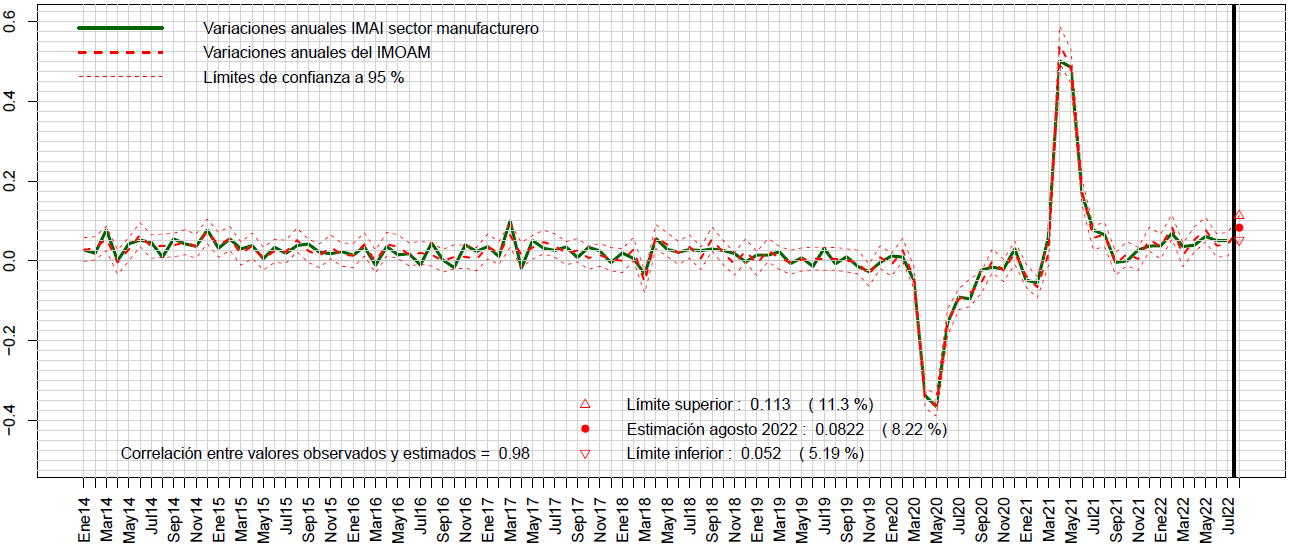 0.6
0.4
0.2
0.0
−0.2
−0.4
Variaciones anuales IMAI sector manufacturero
Variaciones anuales del IMOAM
Límites de confianza a 95 %
Límite superior : 0.113 ( 11.3 %)
Estimación agosto 2022 : 0.0822 ( 8.22 %)
Límite inferior : 0.052 ( 5.19 %)
Correlación entre valores observados y estimados = 0.98
Ene14
Mar14
May14
Jul14
Sep14
Nov14
Ene15
Mar15
May15
Jul15
Sep15
Nov15
Ene16
Mar16
May16
Jul16
Sep16
Nov16
Ene17
Mar17
May17
Jul17
Sep17
Nov17
Ene18
Mar18
May18
Jul18
Sep18
Nov18
Ene19
Mar19
May19
Jul19
Sep19
Nov19
Ene20
Mar20
May20
Jul20
Sep20
Nov20
Ene21
Mar21
May21
Jul21
Sep21
Nov21
Ene22
Mar22
May22
Jul22